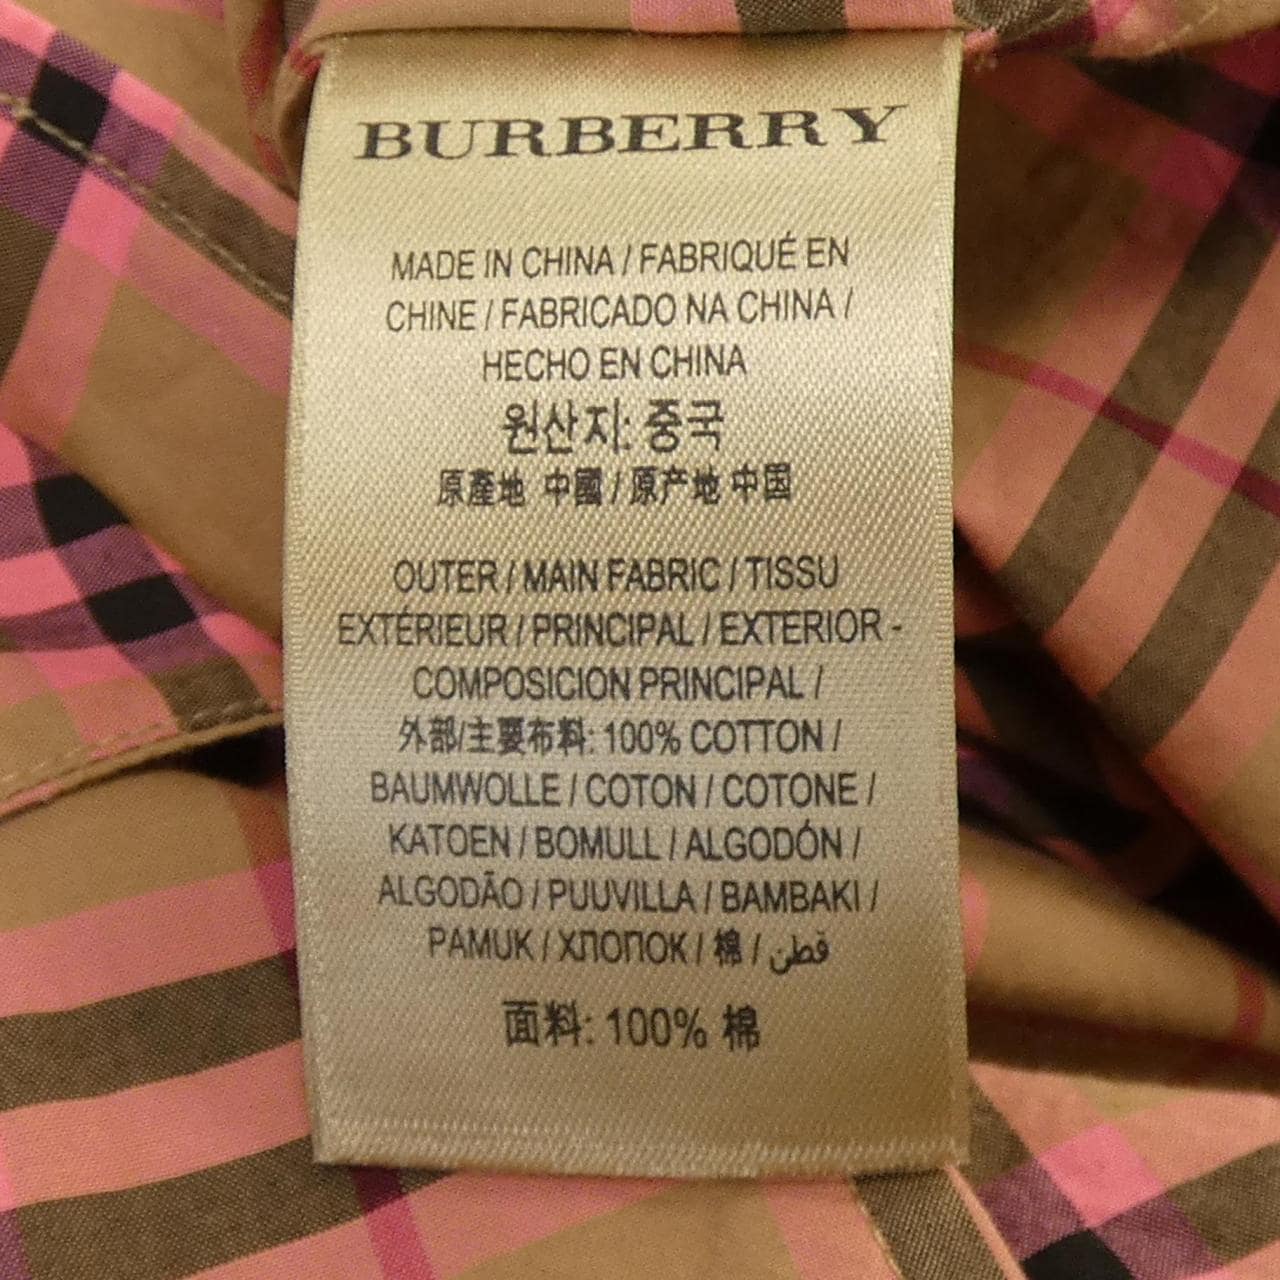 BURBERRY
MADE IN CHINA / FABRIQUÉ EN
CHINE / FABRICADO NA CHINA /
HECHO EN CHINA
원산지: 중국
原產地 中國 / 原产地 中国
OUTER / MAIN FABRIC / TISSU
EXTÉRIEUR / PRINCIPAL / EXTERIOR -
COMPOSICION PRINCIPAL /
外部/主要布料: 100% COTTON /
BAUMWOLLE / COTON / COTONE /
KATOEN / BOMULL / ALGODÓN /
ALGODÃO / PUUVILLA / BAMBAKI /
PAMUK / ХЛОПОК / 棉 / قطن
面料: 100% 棉